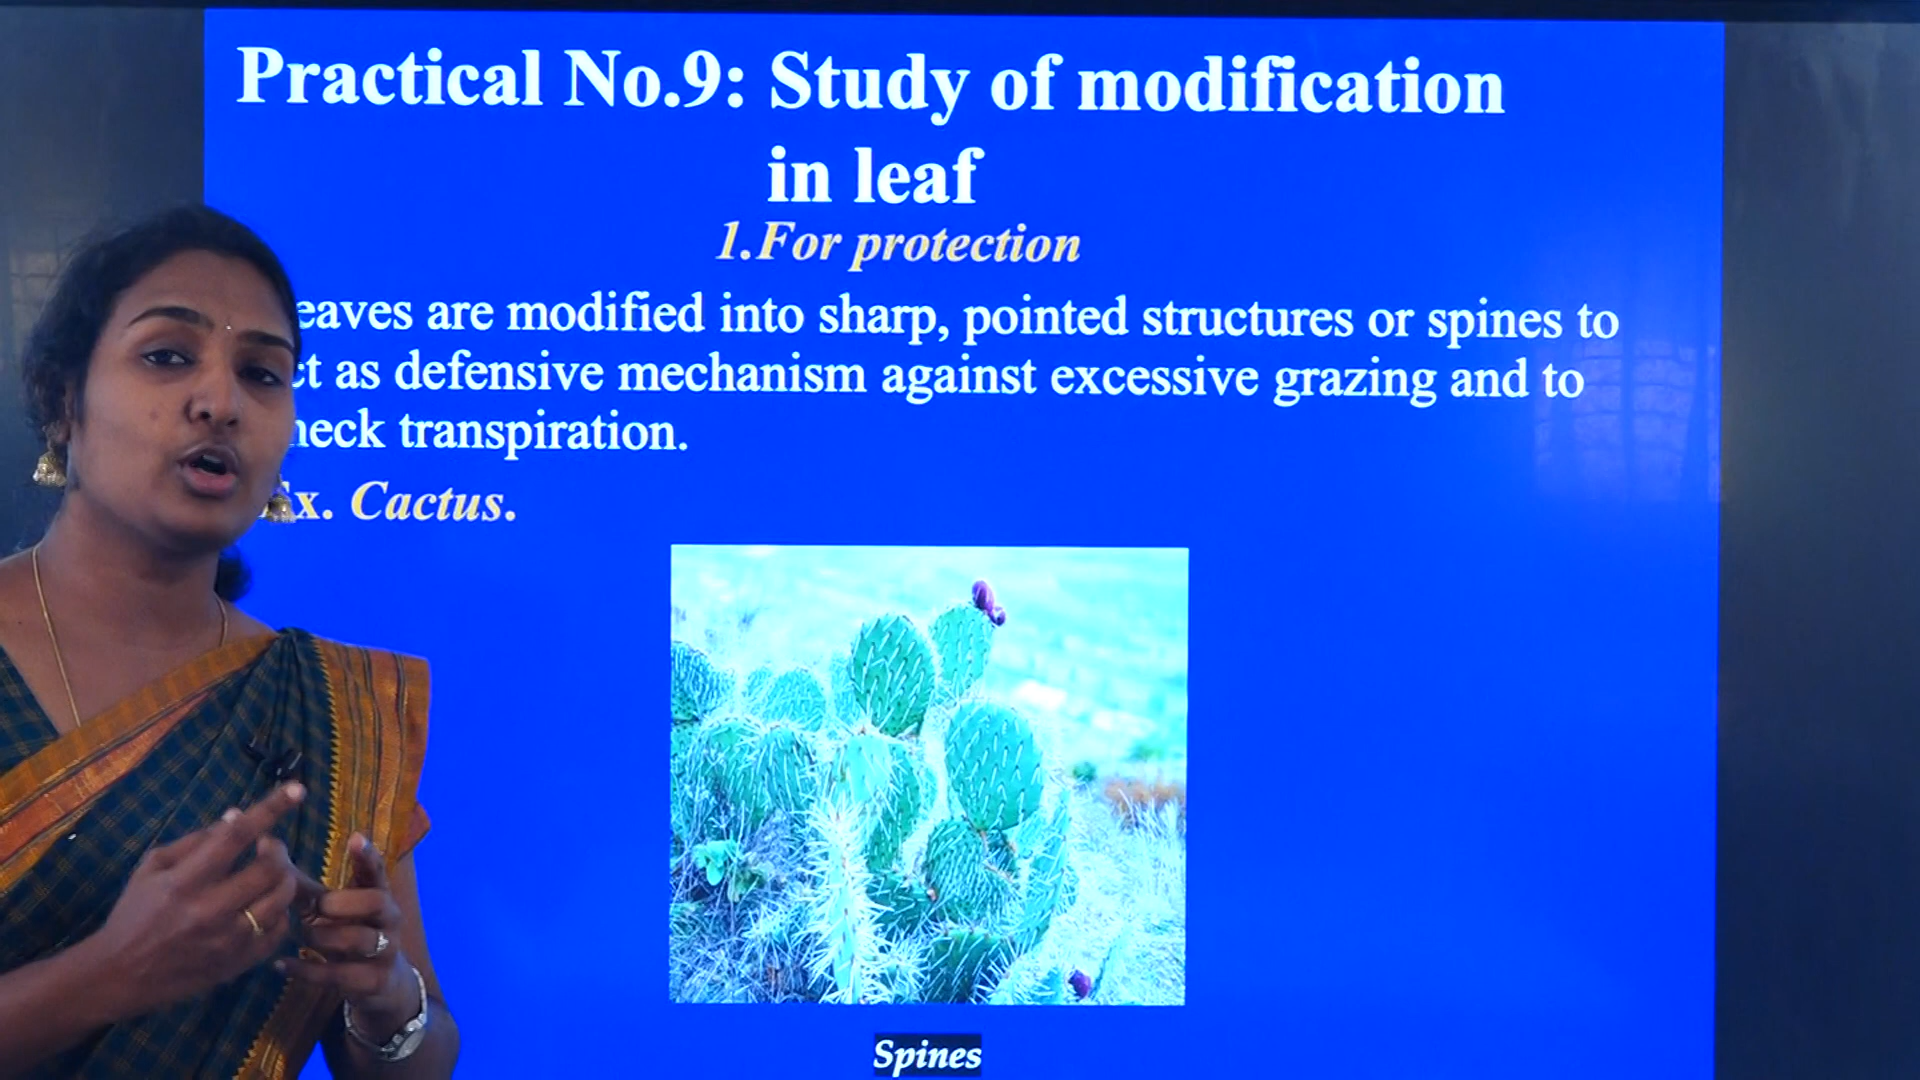 Practical No.9: Study of modification
in leaf
1.For protection
eaves are modified into sharp, pointed structures or spines to
ct as defensive mechanism against excessive grazing and to
heck transpiration.
Ex. Cactus.
Spines